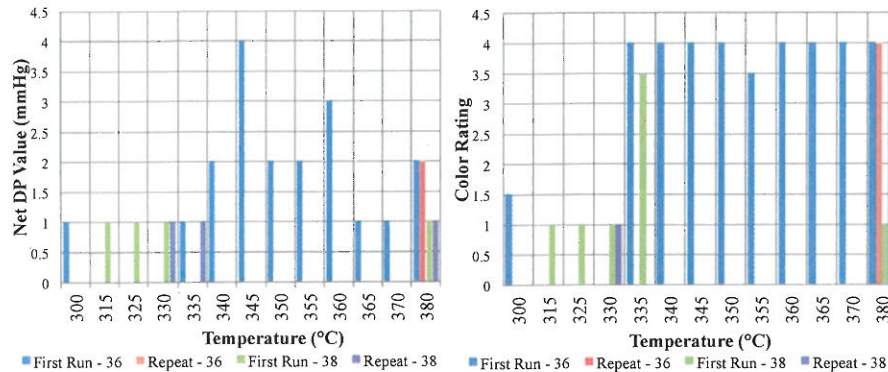 4.5
4
3.5
3
2.5
2
1.5
1
0.5
0
Net DP Value (mmHg)
300 315 325 330 335 340 345 350 355 360 365 370 380
Temperature (°C)
First Run - 36 Repeat - 36 First Run - 38 Repeat - 38
4.5
4
3.5
3
2.5
2
1.5
1
0.5
0
Color Rating
300 315 325 330 335 340 345 350 355 360 365 370 380
Temperature (°C)
First Run - 36 Repeat - 36 First Run - 38 Repeat - 38